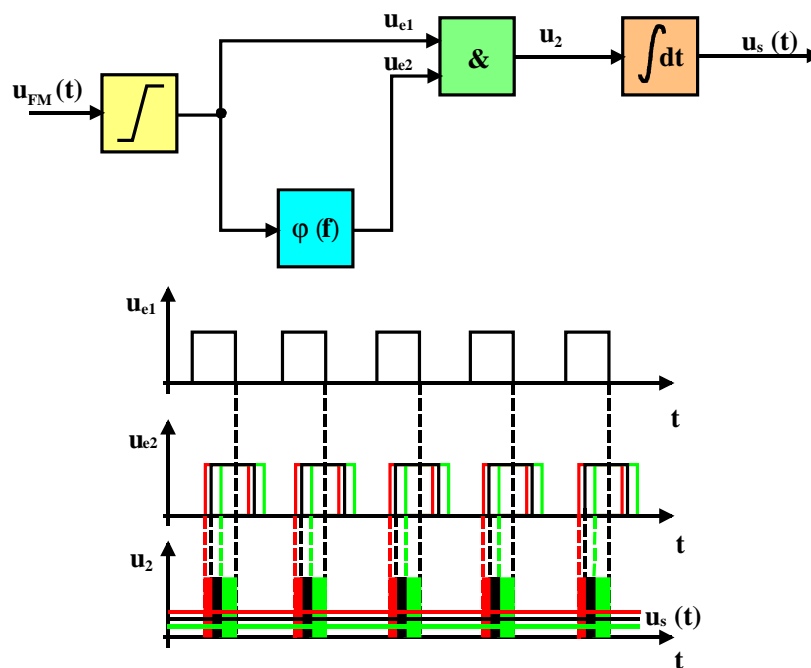 u_e1
u_2
u_s (t)
u_e2
&
∫dt
u_FM (t)
φ (f)
u_e1
t
u_e2
t
u_2
u_s (t)
t